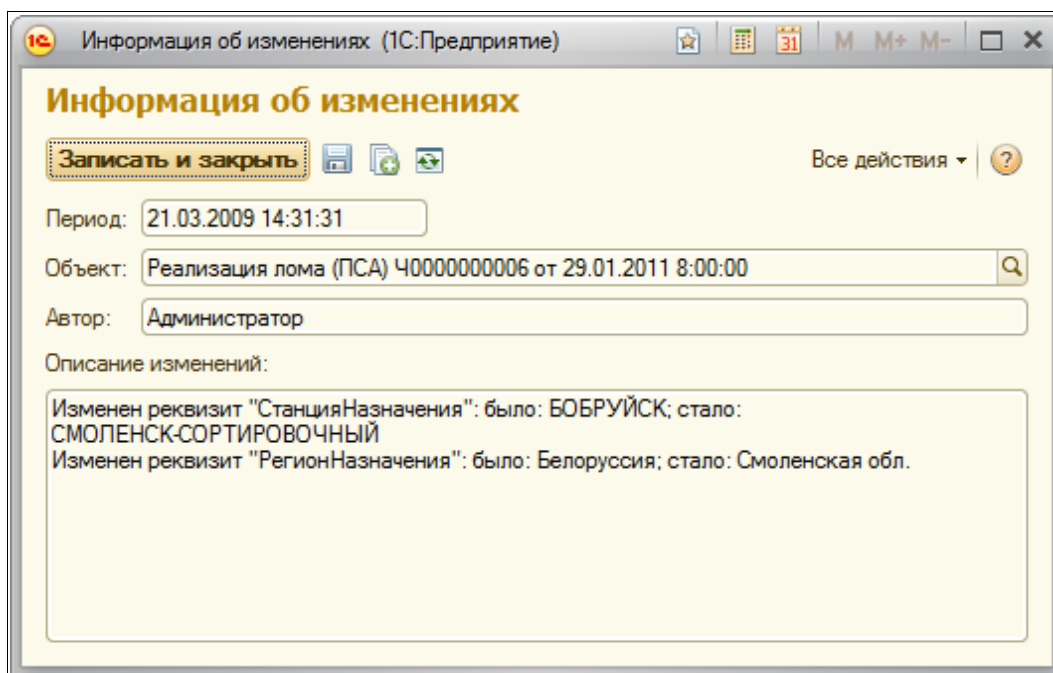 1С Информация об изменениях (1С:Предприятие) 31 M M+ M-
Информация об изменениях
Записать и закрыть Все действия ?
Период: 21.03.2009 14:31:31
Объект: Реализация лома (ПСА) Ч0000000006 от 29.01.2011 8:00:00
Автор: Администратор
Описание изменений:
Изменен реквизит "СтанцияНазначения": было: БОБРУЙСК; стало:
СМОЛЕНСК-СОРТИРОВОЧНЫЙ
Изменен реквизит "РегионНазначения": было: Белоруссия; стало: Смоленская обл.